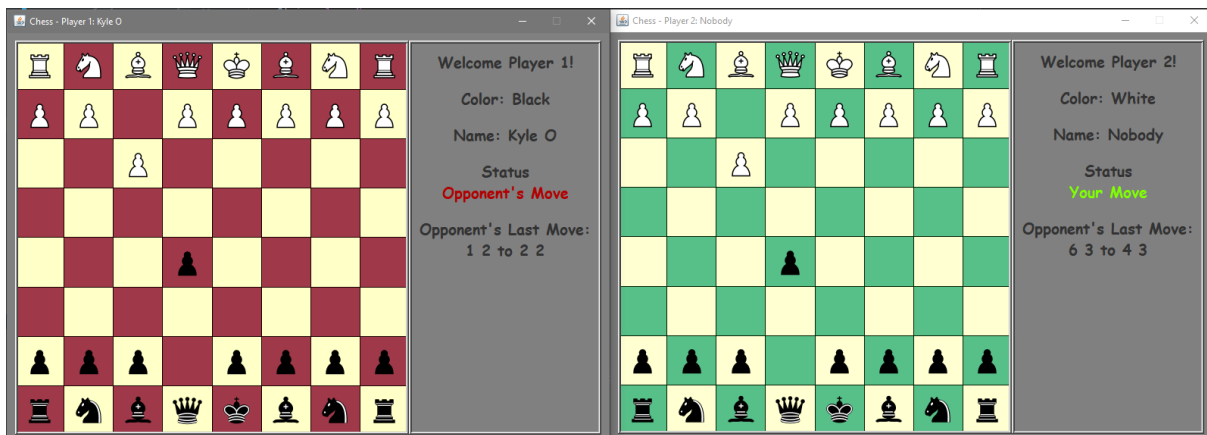 Chess - Player 1: Kyle O
Welcome Player 1!
Color: Black
Name: Kyle O
Status
Opponent's Move
Opponent's Last Move:
1 2 to 2 2
Chess - Player 2: Nobody
Welcome Player 2!
Color: White
Name: Nobody
Status
Your Move
Opponent's Last Move:
6 3 to 4 3